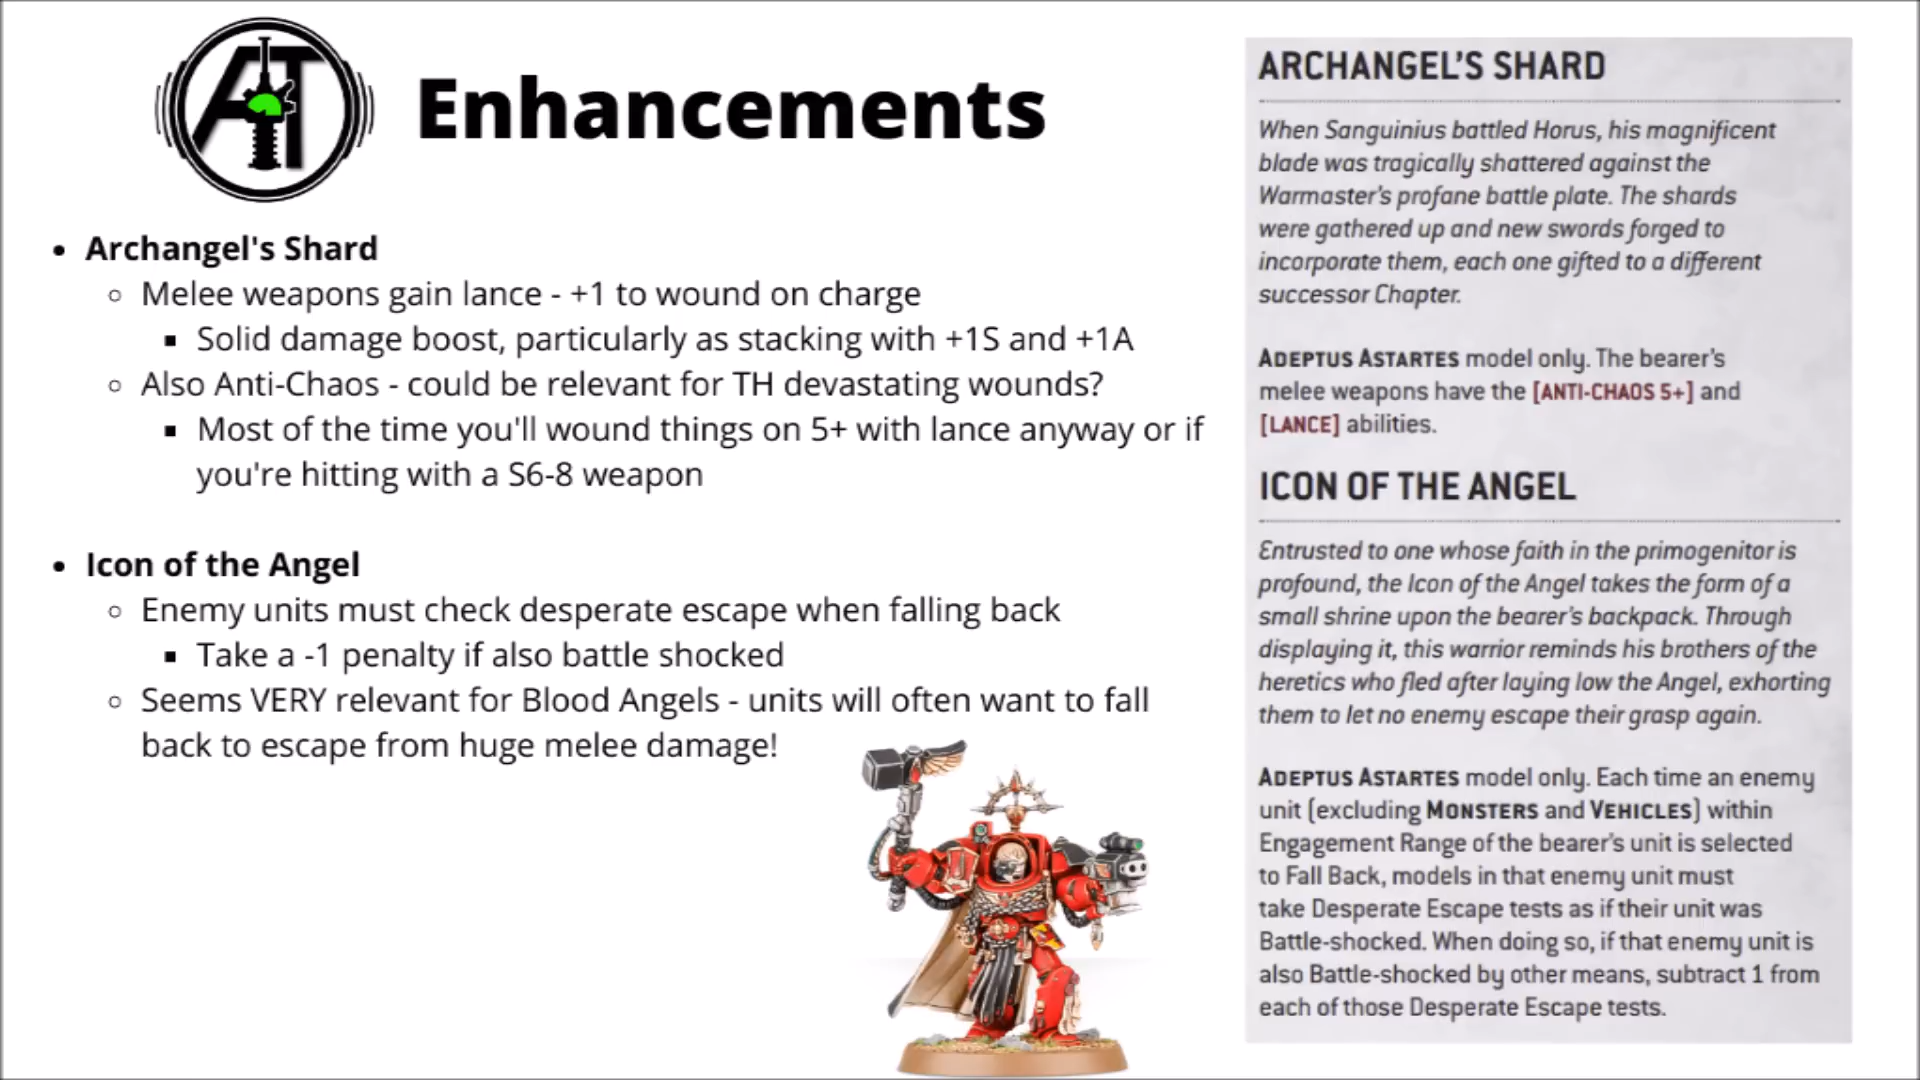 AT
Enhancements
• Archangel's Shard
◦ Melee weapons gain lance - +1 to wound on charge
▪ Solid damage boost, particularly as stacking with +1S and +1A
◦ Also Anti-Chaos - could be relevant for TH devastating wounds?
▪ Most of the time you'll wound things on 5+ with lance anyway or if
you're hitting with a S6-8 weapon
• Icon of the Angel
◦ Enemy units must check desperate escape when falling back
▪ Take a -1 penalty if also battle shocked
◦ Seems VERY relevant for Blood Angels - units will often want to fall
back to escape from huge melee damage!
ARCHANGEL'S SHARD
When Sanguinius battled Horus, his magnificent
blade was tragically shattered against the
Warmaster's profane battle plate. The shards
were gathered up and new swords forged to
incorporate them, each one gifted to a different
successor Chapter.
ADEPTUS ASTARTES model only. The bearer's
melee weapons have the [ANTI-CHAOS 5+] and
[LANCE] abilities.
ICON OF THE ANGEL
Entrusted to one whose faith in the primogenitor is
profound, the Icon of the Angel takes the form of a
small shrine upon the bearer's backpack. Through
displaying it, this warrior reminds his brothers of the
heretics who fled after laying low the Angel, exhorting
them to let no enemy escape their grasp again.
ADEPTUS ASTARTES model only. Each time an enemy
unit (excluding MONSTERS and VEHICLES) within
Engagement Range of the bearer's unit is selected
to Fall Back, models in that enemy unit must
take Desperate Escape tests as if their unit was
Battle-shocked. When doing so, if that enemy unit is
also Battle-shocked by other means, subtract 1 from
each of those Desperate Escape tests.